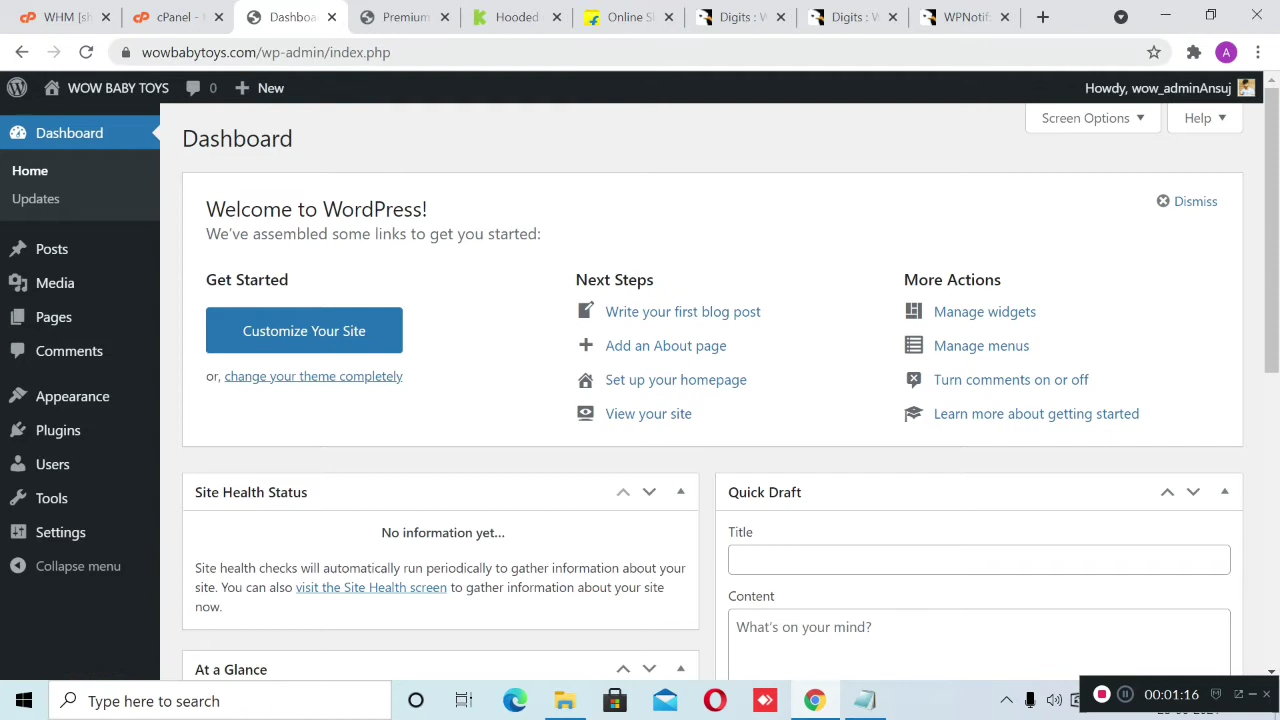 WHM [sh
cPanel -
Dashboa
Premium
Hooded
Online Sh
Digits : W
Digits : W
WPNotif
wowbabytoys.com/wp-admin/index.php
A
WOW BABY TOYS
0
New
Howdy, wow_adminAnsuj
Dashboard
Home
Updates
Posts
Media
Pages
Comments
Appearance
Plugins
Users
Tools
Settings
Collapse menu
Screen Options
Help
Dashboard
Welcome to WordPress!
Dismiss
We've assembled some links to get you started:
Get Started
Customize Your Site
or, change your theme completely
Next Steps
Write your first blog post
Add an About page
Set up your homepage
View your site
More Actions
Manage widgets
Manage menus
Turn comments on or off
Learn more about getting started
Site Health Status
No information yet...
Site health checks will automatically run periodically to gather information about your
site. You can also visit the Site Health screen to gather information about your site
now.
At a Glance
Quick Draft
Title
Content
What's on your mind?
Type here to search
00:01:16